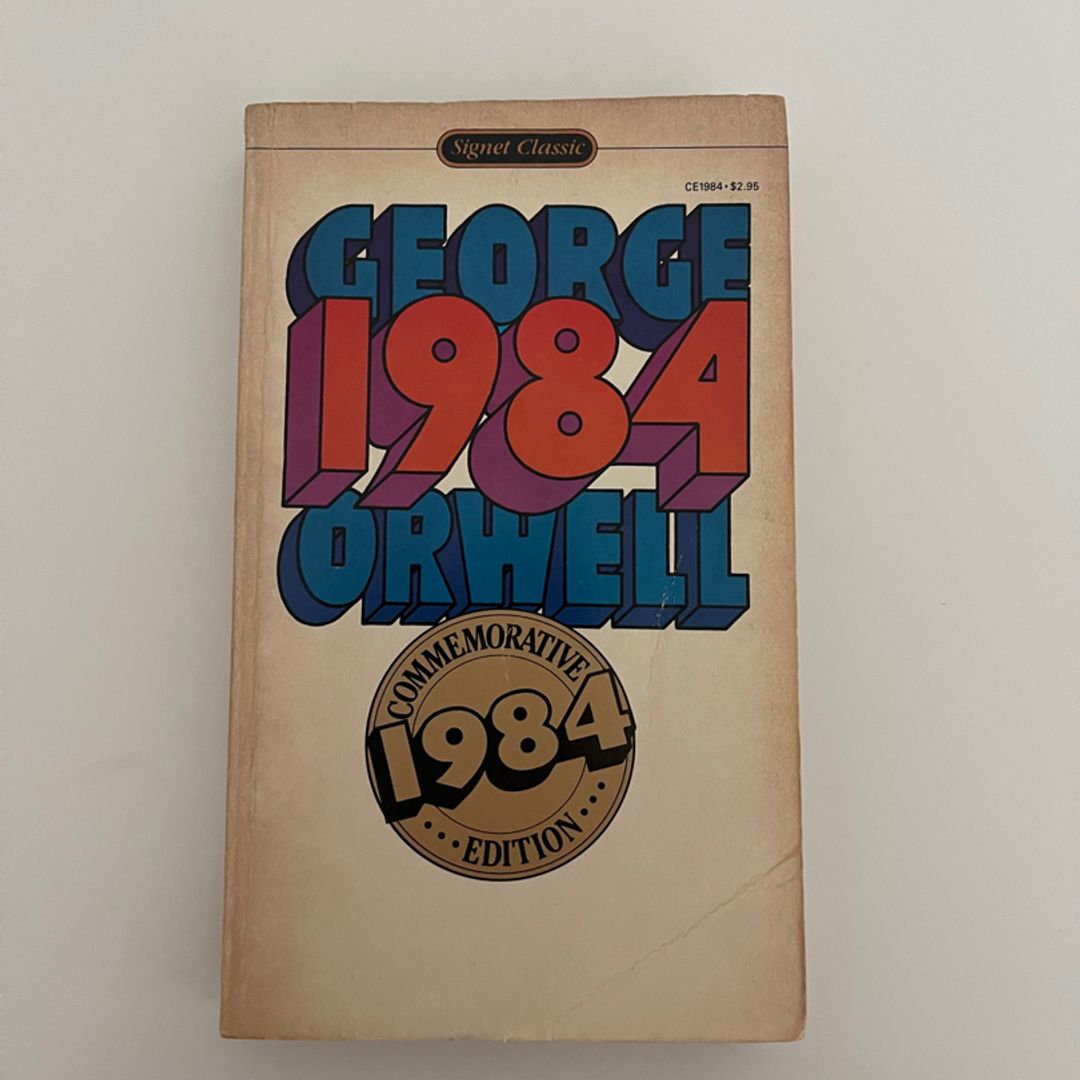 Signet Classic
CE1984 • $2.95
GEORGE
1984
ORWELL
COMMEMORATIVE
1984
••• EDITION •••